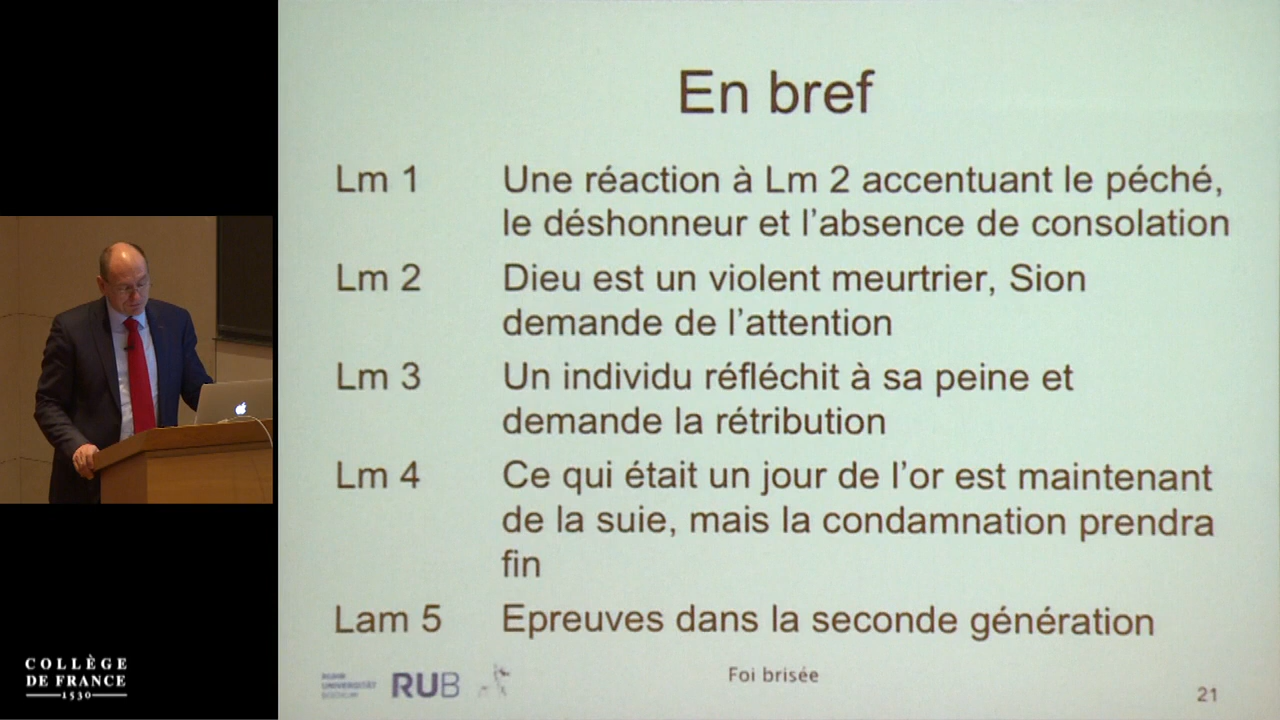 En bref
Lm 1 Une réaction à Lm 2 accentuant le péché,
le déshonneur et l’absence de consolation
Lm 2 Dieu est un violent meurtrier, Sion
demande de l’attention
Lm 3 Un individu réfléchit à sa peine et
demande la rétribution
Lm 4 Ce qui était un jour de l’or est maintenant
de la suie, mais la condamnation prendra
fin
Lam 5 Epreuves dans la seconde génération
RUHR
UNIVERSITÄT
BOCHUM
RUB
Foi brisée
21
COLLÈGE
DE FRANCE
1530